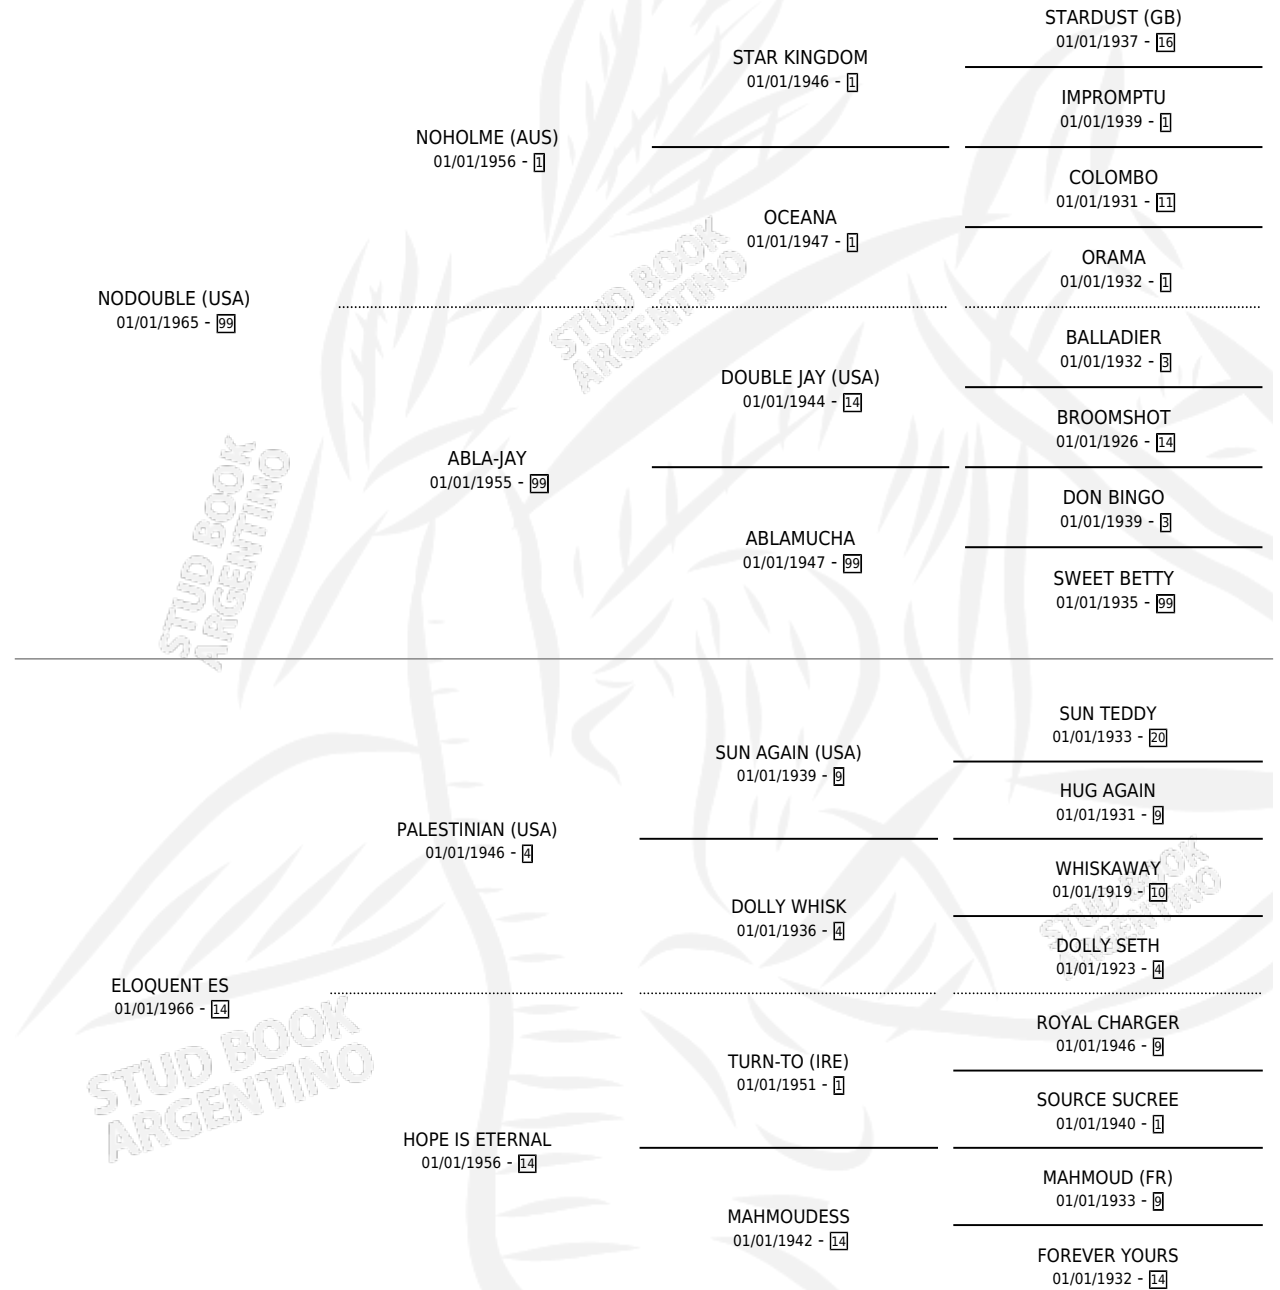 STARDUST (GB)
01/01/1937 - 16
STAR KINGDOM
01/01/1946 - 1
IMPROMPTU
01/01/1939 - 1
NOHOLME (AUS)
01/01/1956 - 1
COLOMBO
01/01/1931 - 11
OCEANA
01/01/1947 - 1
ORAMA
01/01/1932 - 1
NODOUBLE (USA)
01/01/1965 - 99
STUD BOOK
ARGENTINO
BALLADIER
01/01/1932 - 3
DOUBLE JAY (USA)
01/01/1944 - 14
BROOMSHOT
01/01/1926 - 14
ABLA-JAY
01/01/1955 - 99
DON BINGO
01/01/1939 - 3
ABLAMUCHA
01/01/1947 - 99
SWEET BETTY
01/01/1935 - 99
STUD BOOK
ARGENTINO
SUN TEDDY
01/01/1933 - 20
SUN AGAIN (USA)
01/01/1939 - 9
HUG AGAIN
01/01/1931 - 9
PALESTINIAN (USA)
01/01/1946 - 4
WHISKAWAY
01/01/1919 - 10
DOLLY WHISK
01/01/1936 - 4
STUD BOOK
ARGENTINO
DOLLY SETH
01/01/1923 - 4
ELOQUENT ES
01/01/1966 - 14
STUD BOOK
ARGENTINO
ROYAL CHARGER
01/01/1946 - 9
TURN-TO (IRE)
01/01/1951 - 1
SOURCE SUCREE
01/01/1940 - 1
HOPE IS ETERNAL
01/01/1956 - 14
MAHMOUD (FR)
01/01/1933 - 9
MAHMOUDESS
01/01/1942 - 14
FOREVER YOURS
01/01/1932 - 14